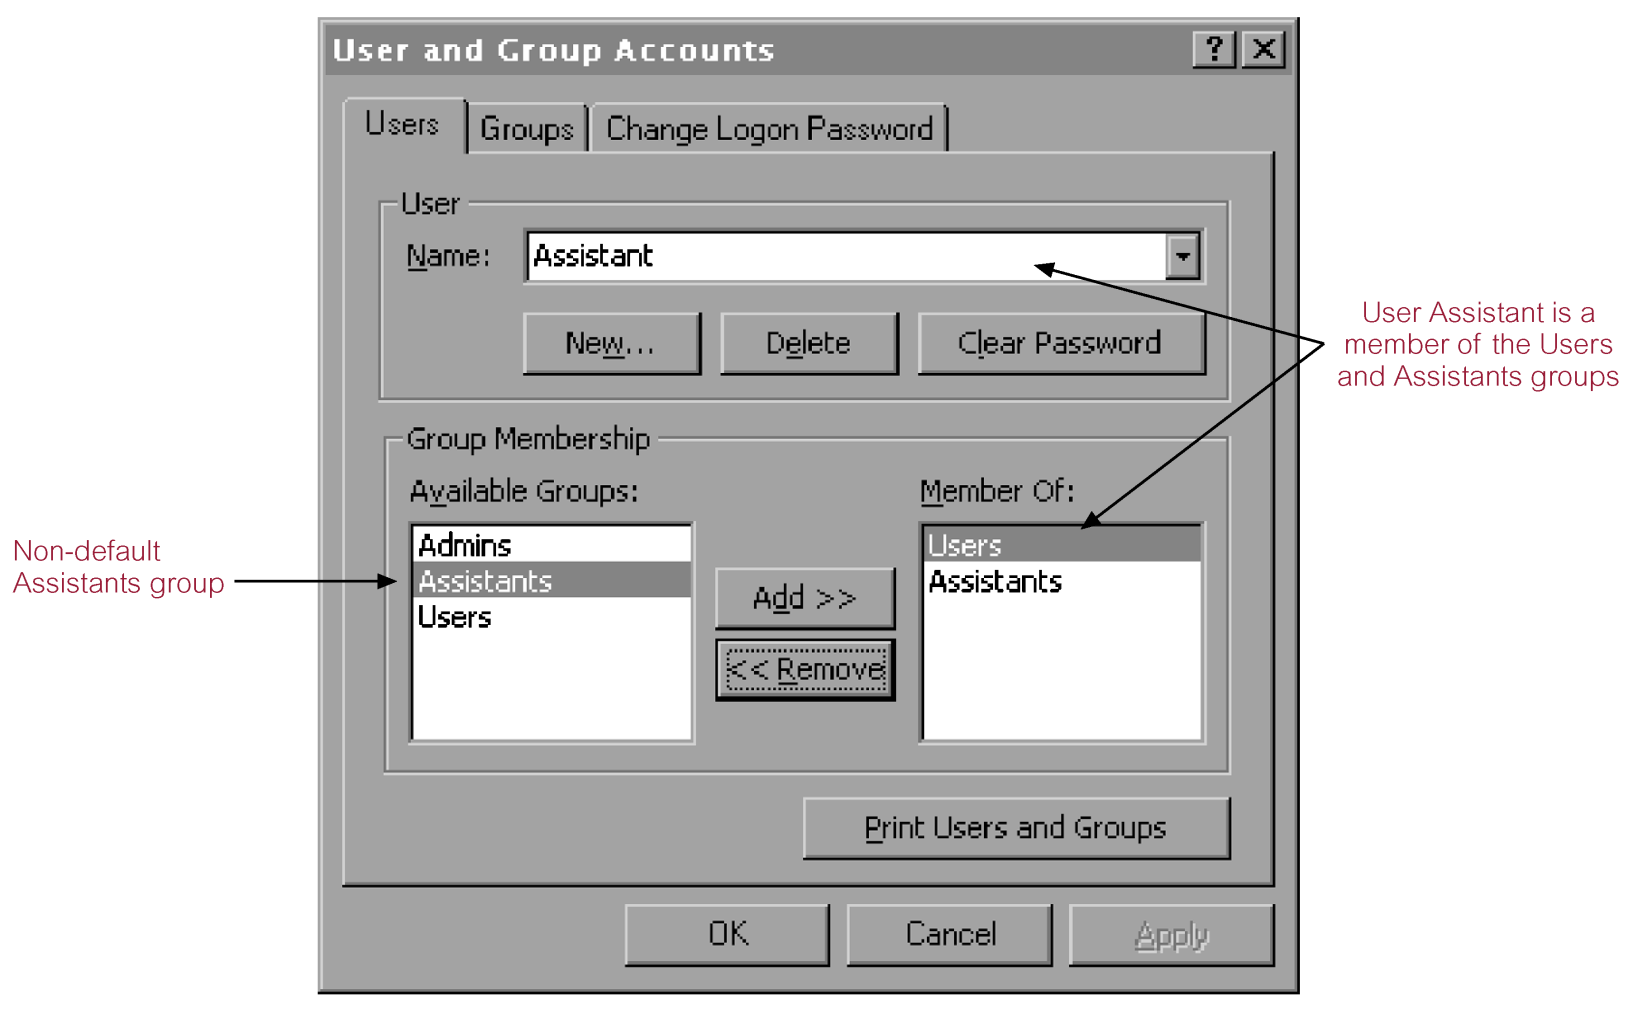 User and Group Accounts
Users
Groups
Change Logon Password
User
Name:
Assistant
New...
Delete
Clear Password
User Assistant is a
member of the Users
and Assistants groups
Group Membership
Available Groups:
Member Of:
Admins
Assistants
Users
Non-default
Assistants group
Add >>
<< Remove
Users
Assistants
Print Users and Groups
OK
Cancel
Apply